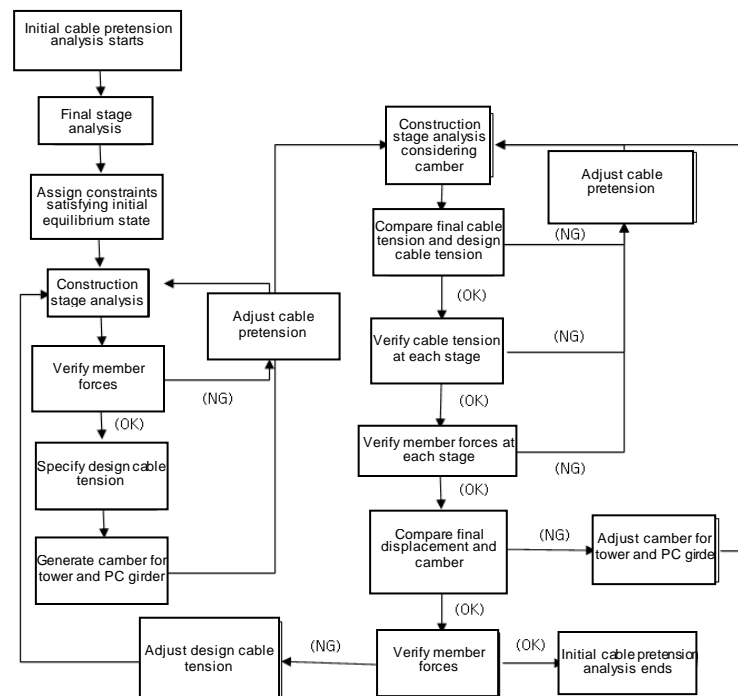 Initial cable pretension
analysis starts
Final stage
analysis
Assign constraints
satisfying initial
equilibrium state
Construction
stage analysis
Adjust cable
pretension
Verify member
forces
(NG)
(OK)
Specify design cable
tension
Generate camber for
tower and PC girder
Construction
stage analysis
considering
camber
Adjust cable
pretension
Compare final cable
tension and design
cable tension
(NG)
(OK)
Verify cable tension
at each stage
(NG)
(OK)
Verify member forces at
each stage
(NG)
(OK)
Compare final
displacement and
camber
(NG)
Adjust camber for
tower and PC girde
(OK)
Verify member
forces
(NG)
Adjust design cable
tension
(OK)
Initial cable pretension
analysis ends